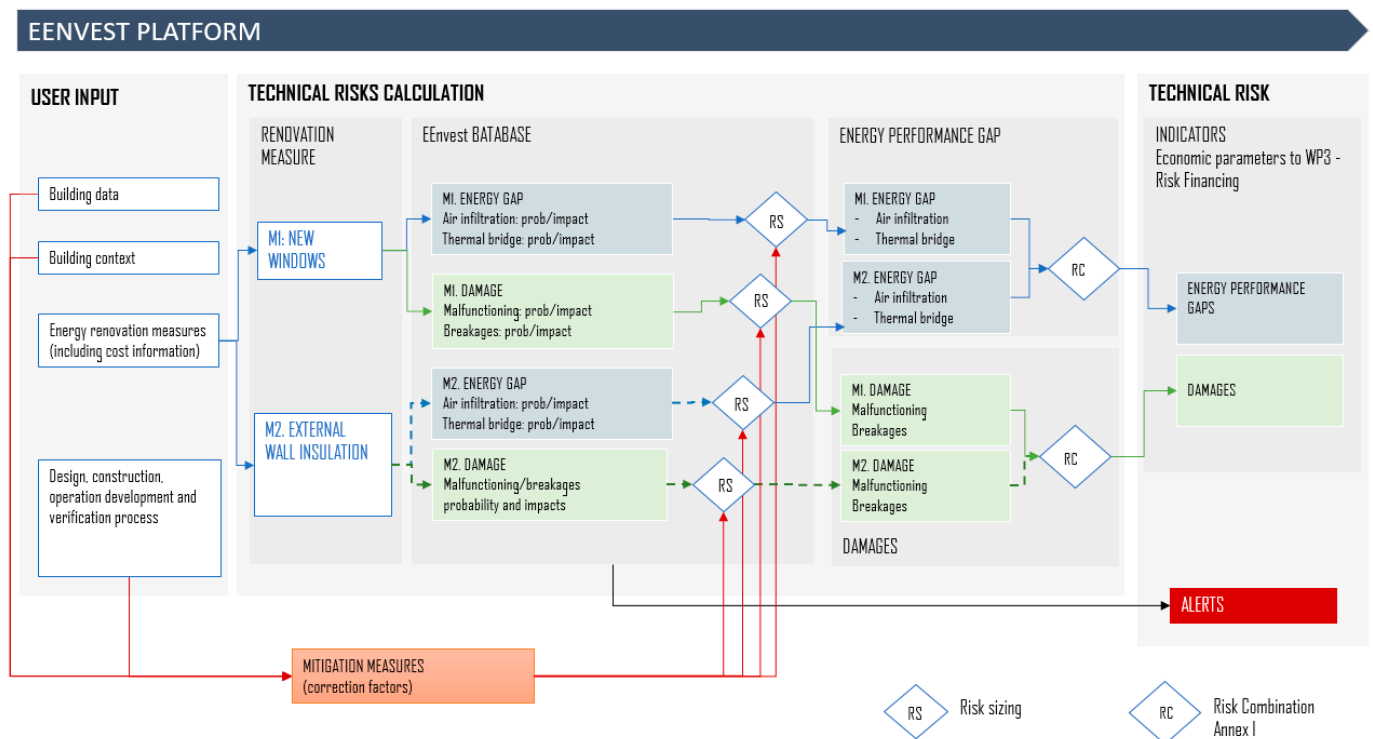 EENVEST PLATFORM
USER INPUT
Building data
Building context
Energy renovation measures
(including cost information)
Design, construction,
operation development and
verification process
TECHNICAL RISKS CALCULATION
RENOVATION
MEASURE
M1: NEW
WINDOWS
M2. EXTERNAL
WALL INSULATION
EEnvest BATABASE
M1. ENERGY GAP
Air infiltration: prob/impact
Thermal bridge: prob/impact
RS
M1. DAMAGE
Malfunctioning: prob/impact
Breakages: prob/impact
RS
M2. ENERGY GAP
Air infiltration: prob/impact
Thermal bridge: prob/impact
RS
M2. DAMAGE
Malfunctioning/breakages
probability and impacts
RS
ENERGY PERFORMANCE GAP
M1. ENERGY GAP
- Air infiltration
- Thermal bridge
M2. ENERGY GAP
- Air infiltration
- Thermal bridge
RC
M1. DAMAGE
Malfunctioning
Breakages
M2. DAMAGE
Malfunctioning
Breakages
RC
DAMAGES
TECHNICAL RISK
INDICATORS
Economic parameters to WP3 -
Risk Financing
ENERGY PERFORMANCE
GAPS
DAMAGES
ALERTS
MITIGATION MEASURES
(correction factors)
RS
Risk sizing
RC
Risk Combination
Annex I